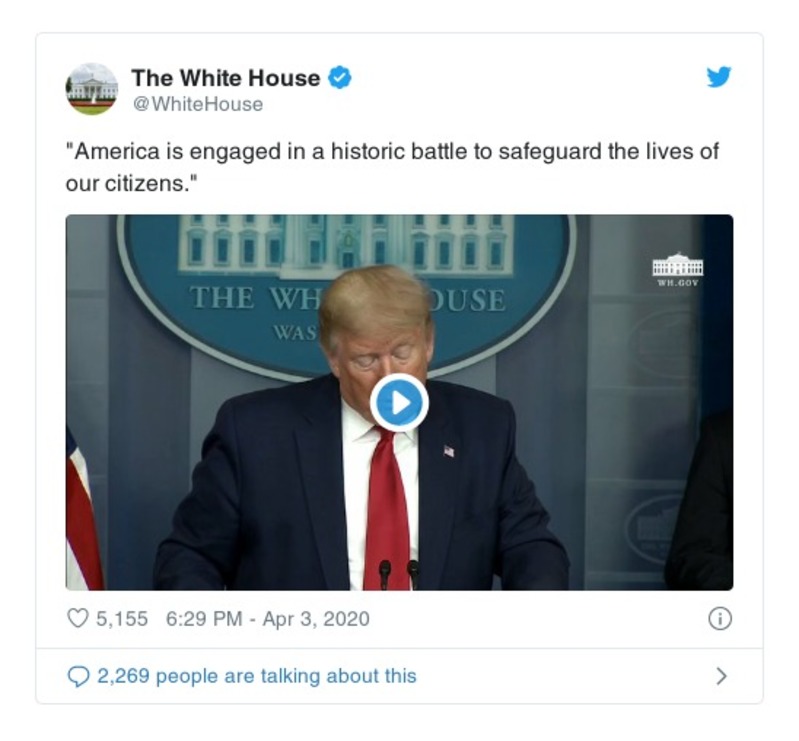 The White House
@WhiteHouse
"America is engaged in a historic battle to safeguard the lives of
our citizens."
THE WH OUSE
WAS
WH.GOV
5,155 6:29 PM - Apr 3, 2020
2,269 people are talking about this